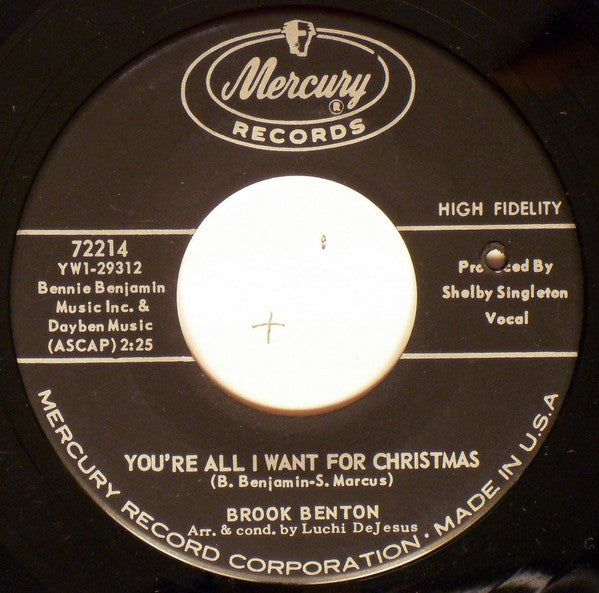 Mercury
®
RECORDS
HIGH FIDELITY
72214
YW1-29312
Bennie Benjamin
Music Inc. &
Dayben Music
(ASCAP) 2:25
By
Shelby Singleton
Vocal
YOU'RE ALL I WANT FOR CHRISTMAS
(B. Benjamin-S. Marcus)
BROOK BENTON
Arr. & cond. by Luchi DeJesus
MERCURY RECORD CORPORATION • MADE IN U.S.A